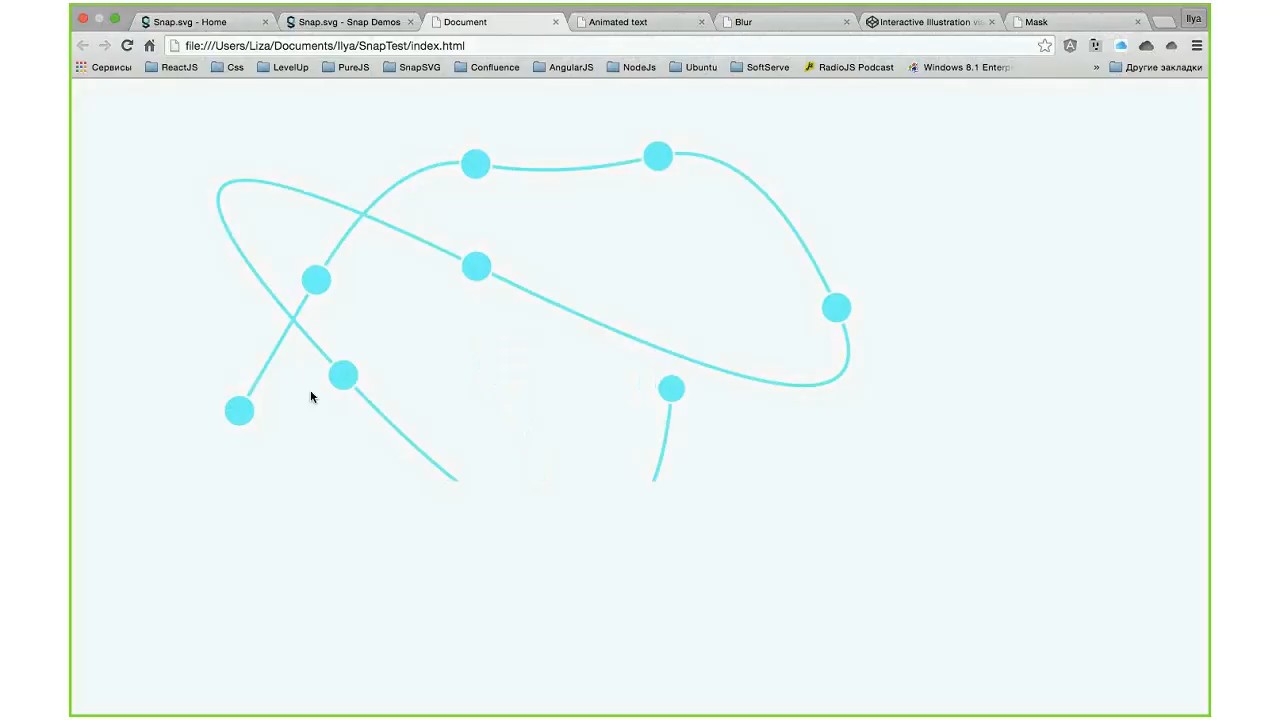 Snap.svg - Home Snap.svg - Snap Demos Document Animated text Blur Interactive Illustration Mask Ilya
file:///Users/Liza/Documents/Ilya/SnapTest/index.html
Сервисы ReactJS Css LevelUp PureJS SnapSVG Confluence AngularJS NodeJs Ubuntu SoftServe RadioJS Podcast Windows 8.1 Enterp » Другие закладки